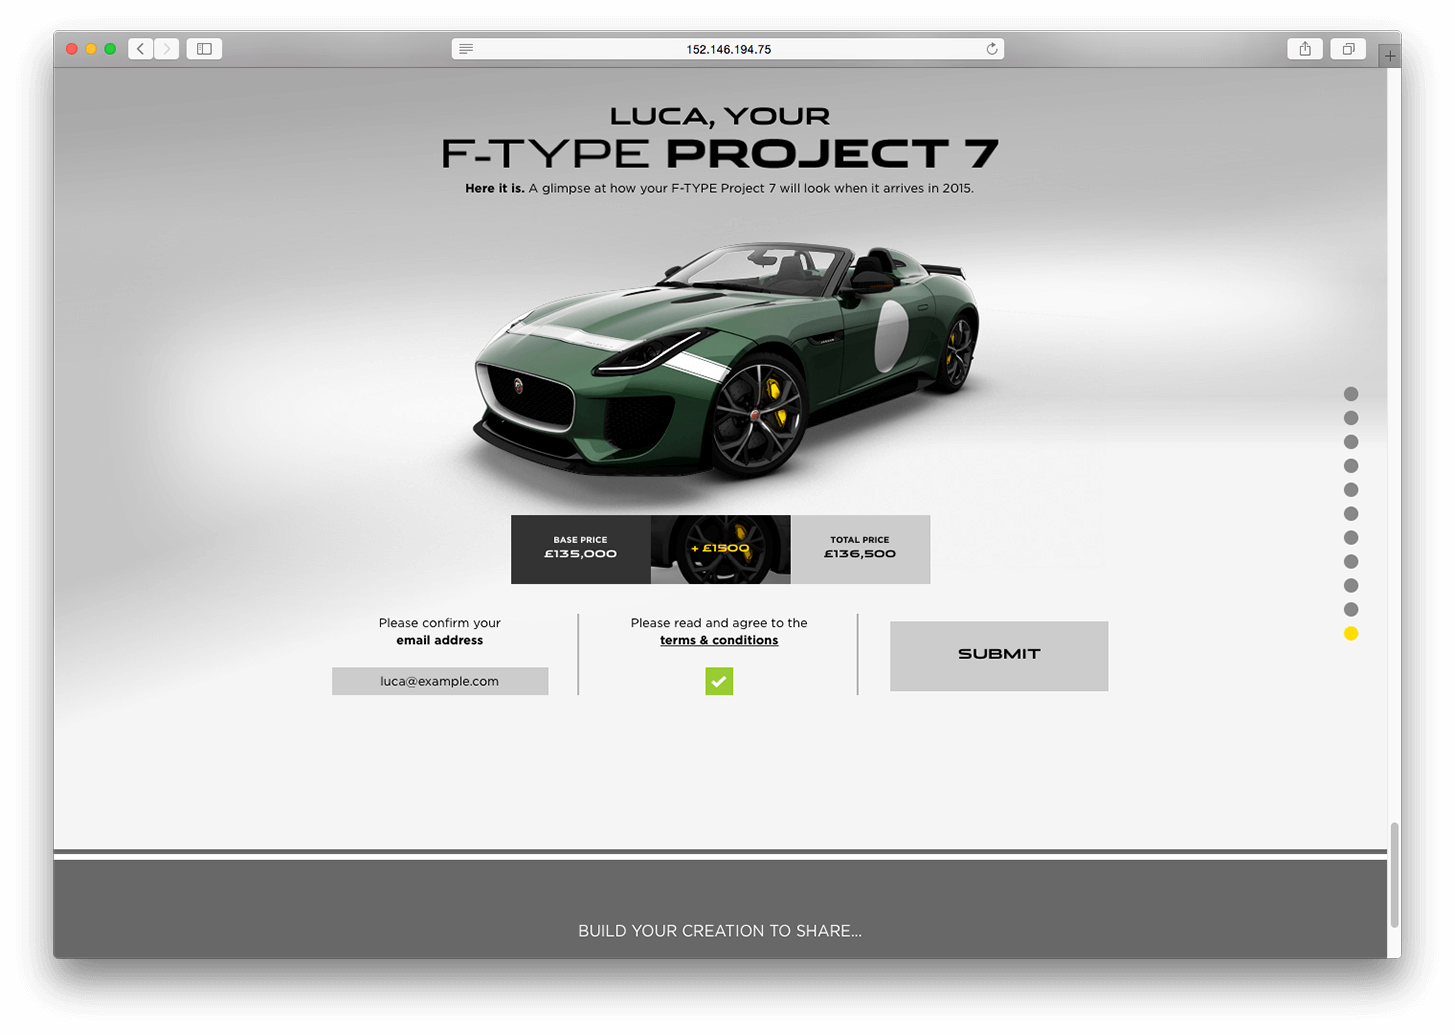 152.146.194.75
LUCA, YOUR
F-TYPE PROJECT 7
Here it is. A glimpse at how your F-TYPE Project 7 will look when it arrives in 2015.
BASE PRICE
£135,000
+ £1500
TOTAL PRICE
£136,500
Please confirm your
email address
luca@example.com
Please read and agree to the
terms & conditions
SUBMIT
BUILD YOUR CREATION TO SHARE...